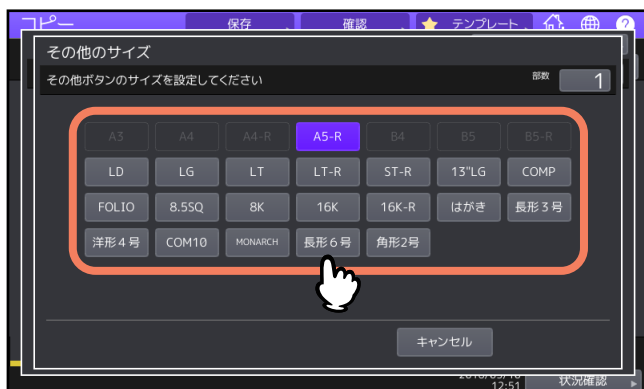 コピー 保存 確認 テンプレート ?
その他のサイズ
その他ボタンのサイズを設定してください 部数 1
A3 A4 A4-R A5-R B4 B5 B5-R
LD LG LT LT-R ST-R 13"LG COMP
FOLIO 8.5SQ 8K 16K 16K-R はがき 長形3号
洋形4号 COM10 MONARCH 長形6号 角形2号
キャンセル
12:51 状況確認